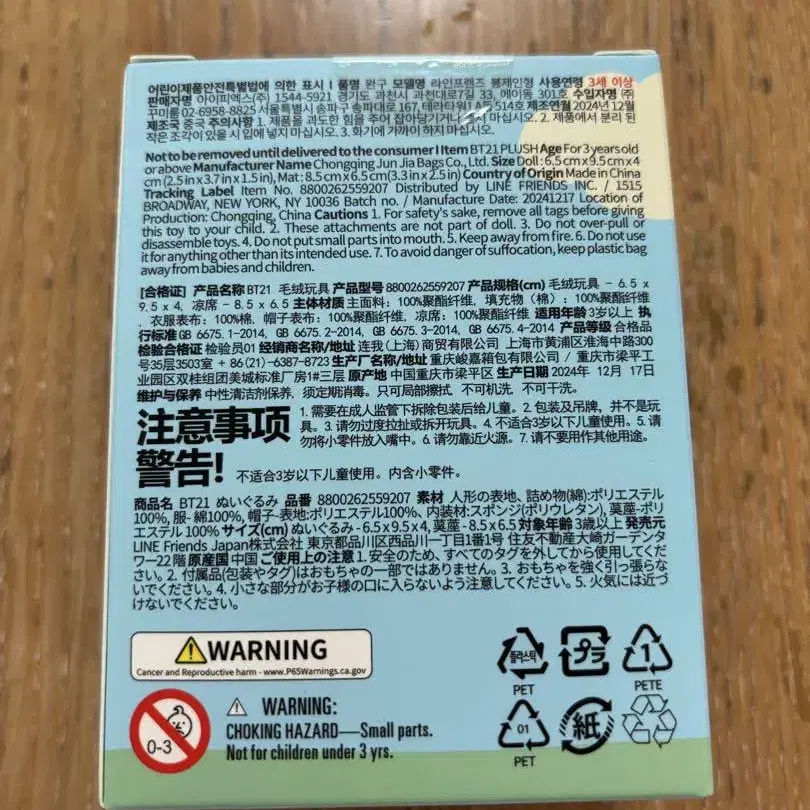 어린이제품안전특별법에 의한 표시 | 품명 완구 모델명 라인프렌즈 봉제인형 사용연령 3세 이상
판매자명 아이피엑스(주) 1544-5921 경기도 과천시 과천대로7길 33, 에이동 301호 수입자명 (주)
꾸미룸 02-6958-8825 서울특별시 송파구 송파대로 167, 테라타워 514호 제조연월 2024년 12월
제조국 중국 주의사항 1. 제품을 과도한 힘을 주어 잡아당기거나 마십시오. 2. 제품에서 분리 된
작은 조각이 있을 시 입에 넣지 마십시오. 3. 화기에 가까이 하지 마십시오.
Not to be removed until delivered to the consumer | Item BT21 PLUSH Age For 3 years old
or above Manufacturer Name Chongqing Jun Jia Bags Co., Ltd. Size Doll : 6.5cm x 9.5cm x 4
cm (2.5 in x 3.7 in x 1.5 in), Mat : 8.5 cm x 6.5 cm (3.3 in x 2.5 in) Country of Origin Made in China
Tracking Label Item No. 8800262559207 Distributed by LINE FRIENDS INC. / 1515
BROADWAY, NEW YORK, NY 10036 Batch no. / Manufacture Date: 20241217 Location of
Production: Chongqing, China Cautions 1. For safety's sake, remove all tags before giving
this toy to your child. 2. These attachments are not part of doll. 3. Do not over-pull or
disassemble toys. 4. Do not put small parts into mouth. 5. Keep away from fire. 6. Do not use
it for anything other than its intended use. 7. To avoid danger of suffocation, keep plastic bag
away from babies and children.
[合格证] 产品名称 BT21 毛绒玩具 产品型号 8800262559207 产品规格(cm) 毛绒玩具 - 6.5 x
9.5 x 4, 凉席 - 8.5 x 6.5 主体材质 主面料: 100%聚酯纤维, 填充物 (棉): 100%聚酯纤维
, 衣服表布: 100%棉, 帽子表布: 100%聚酯纤维, 凉席: 100%聚酯纤维 适用年龄 3岁以上 执
行标准 GB 6675.1-2014, GB 6675.2-2014, GB 6675.3-2014, GB 6675.4-2014 产品等级 合格品
检验合格证 检验员01 经销商名称/地址 连我(上海)商贸有限公司 上海市黄浦区淮海中路300
号35层3503室 + 86(21)-6387-8723 生产厂名称/地址 重庆峻嘉箱包有限公司 / 重庆市梁平工
业园区双桂组团美城标准厂房1#三层 原产地 中国重庆市梁平区 生产日期 2024年 12月 17日
维护与保养 中性清洁剂保养, 须定期消毒。只可局部擦拭, 不可机洗, 不可干洗。
注意事项 1. 需要在成人监管下拆除包装后给儿童。2. 包装及吊牌, 并不是玩
具。3. 请勿过度拉扯或拆开玩具。4. 不适合3岁以下儿童使用。5. 请
勿将小零件放入嘴中。6. 请勿靠近火源。7. 请不要用作其他用途。
警告! 不适合3岁以下儿童使用。内含小零件。
商品名 BT21 ぬいぐるみ 品番 8800262559207 素材 人形の表地、詰め物(綿):ポリエステル
100%, 服- 綿100%, 帽子-表地:ポリエステル100%、内装材:スポンジ(ポリウレタン), 茣蓙-ポリ
エステル 100% サイズ(cm) ぬいぐるみ - 6.5 x 9.5 x 4, 茣蓙 - 8.5 x 6.5 対象年齢 3歳以上 発売元
LINE Friends Japan株式会社 東京都品川区西品川一丁目1番1号 住友不動産大崎ガーデンタ
ワー22 階 原産国 中国 ご使用上の注意 1. 安全のため、すべてのタグを外してから使用してくだ
さい。2. 付属品(包装やタグ)はおもちゃの一部ではありません。3. おもちゃを強く引っ張らな
いでください。4. 小さな部分がお子様の口に入らないよう注意してください。5. 火気には近づ
けないでください。
WARNING
Cancer and Reproductive harm - www.P65Warnings.ca.gov
플라스틱
PET
プラ
1
PETE
0-3
WARNING:
CHOKING HAZARD—Small parts.
Not for children under 3 yrs.
01
PET
紙